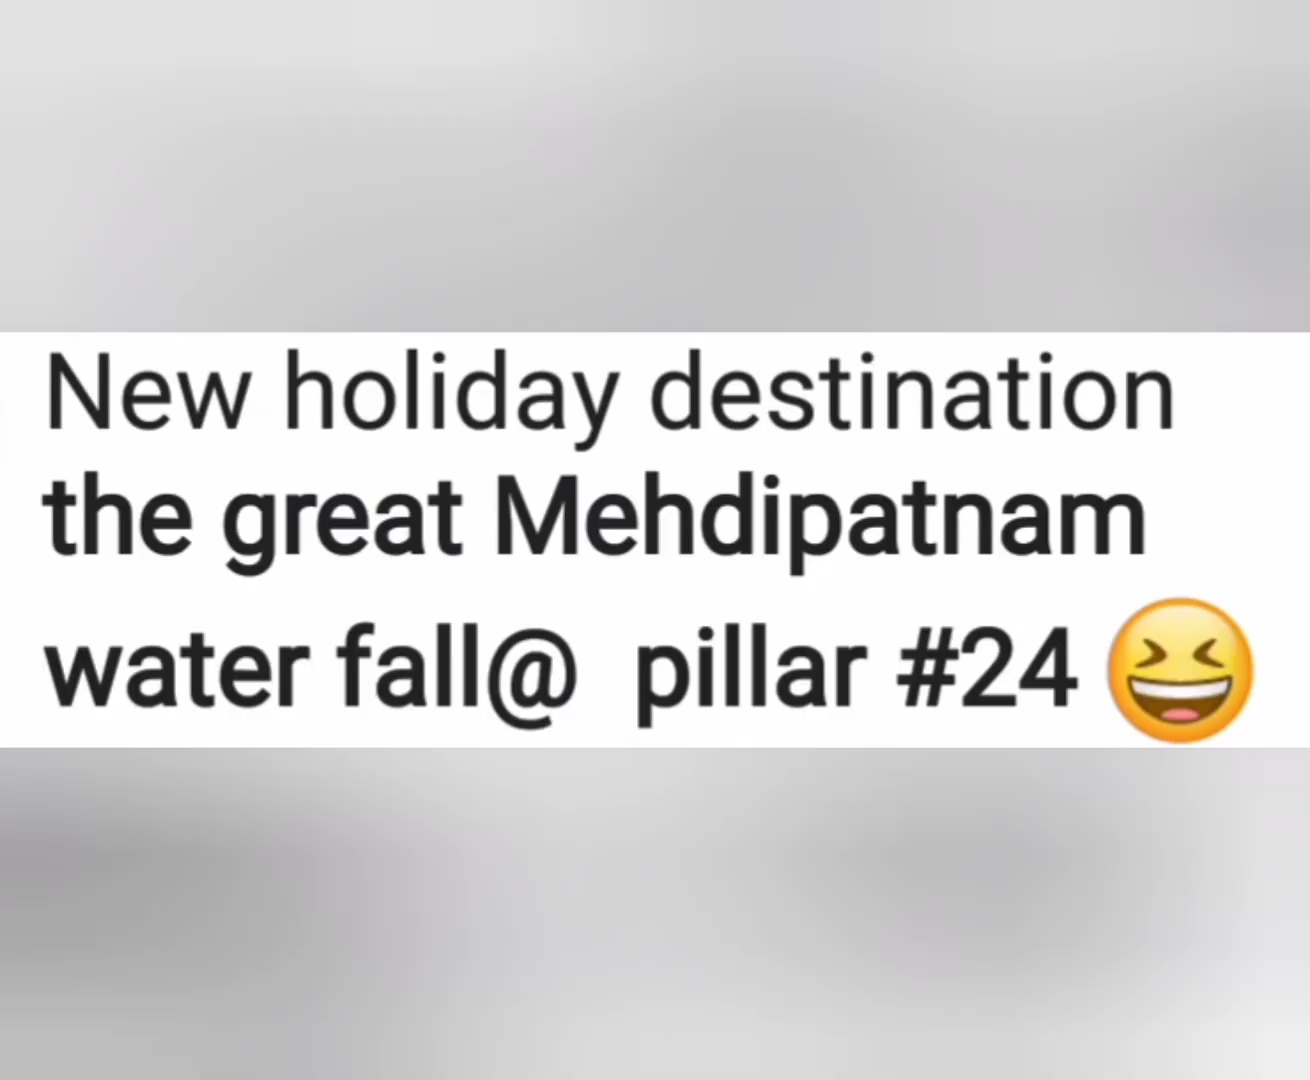 New holiday destination
the great Mehdipatnam
water fall@  pillar #24 😆